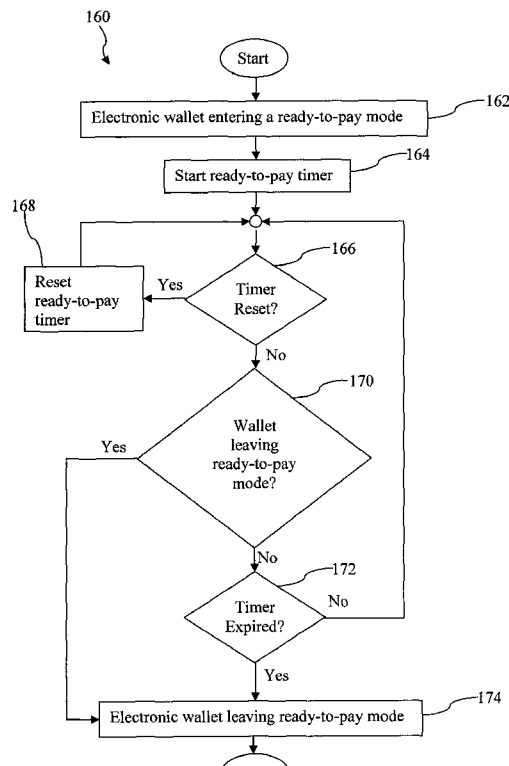 160
Start
Electronic wallet entering a ready-to-pay mode
162
Start ready-to-pay timer
164
168
166
Reset
ready-to-pay
timer
Yes
Timer
Reset?
No
170
Wallet
leaving
ready-to-pay
mode?
Yes
No
172
Timer
Expired?
No
Yes
Electronic wallet leaving ready-to-pay mode
174